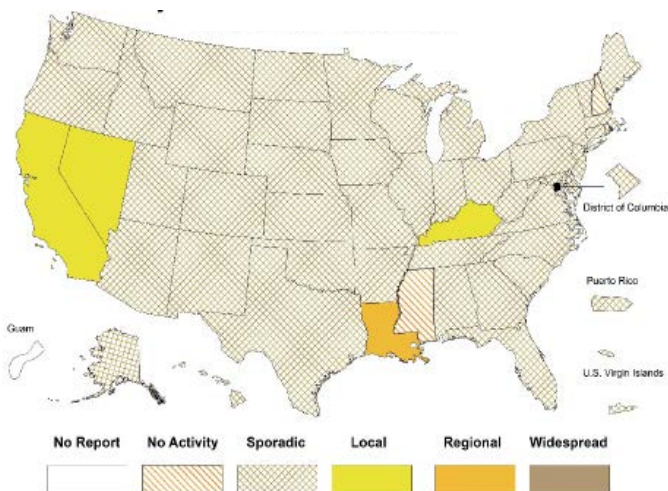 District of Columbia
Puerto Rico
Guam
U.S. Virgin Islands
No Report No Activity Sporadic Local Regional Widespread